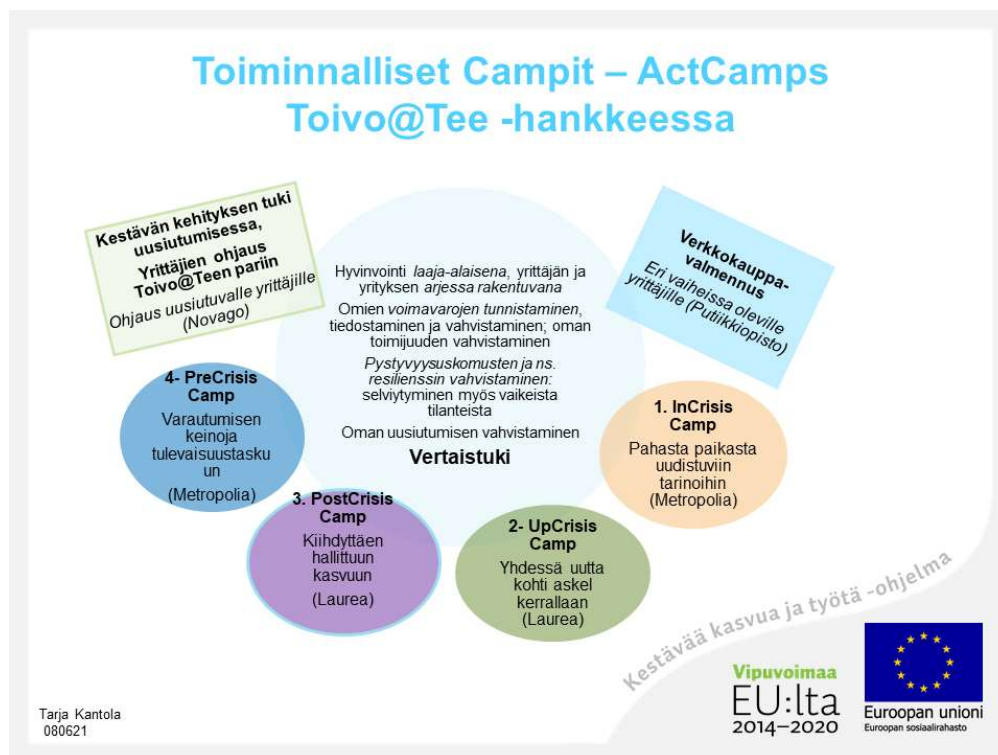 Toiminnalliset Campit – ActCamps
Toivo@Tee -hankkeessa
Kestävän kehityksen tuki
uusiutumisessa,
Yrittäjien ohjaus
Toivo@Teen pariin
Ohjaus uusiutuvalle yrittäjille
(Novago)
Hyvinvointi laaja-alaisena, yrittäjän ja
yrityksen arjessa rakentuvana
Omien voimavarojen tunnistaminen,
tiedostaminen ja vahvistaminen; oman
toimijuuden vahvistaminen
Pystyvyysuskomusten ja ns.
resilienssin vahvistaminen:
selviytyminen myös vaikeista
tilanteista
Oman uusiutumisen vahvistaminen
Vertaistuki
Verkkokauppa-
valmennus
Eri vaiheissa oleville
yrittäjille (Putiikkiopisto)
1. InCrisis
Camp
Pahasta paikasta
uudistuviin
tarinoihin
(Metropolia)
2- UpCrisis
Camp
Yhdessä uutta
kohti askel
kerrallaan
(Laurea)
3. PostCrisis
Camp
Kiihdyttäen
hallittuun
kasvuun
(Laurea)
4- PreCrisis
Camp
Varautumisen
keinoja
tulevaisuustasku
un
(Metropolia)
Kestävää kasvua ja työtä -ohjelma
Vipuvoimaa
EU:lta
2014–2020
Euroopan unioni
Euroopan sosiaalirahasto
Tarja Kantola
080621